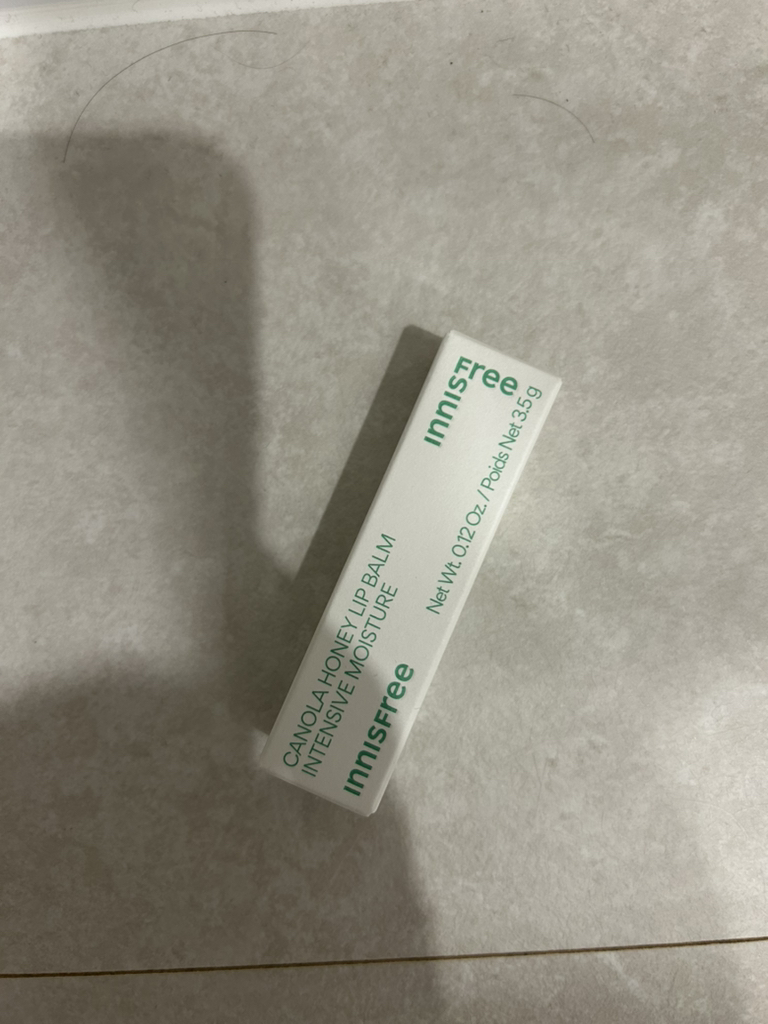 INNISFree
CANOLA HONEY LIP BALM
INTENSIVE MOISTURE
INNISFree
Net Wt. 0.12 Oz. / Poids Net 3.5 g